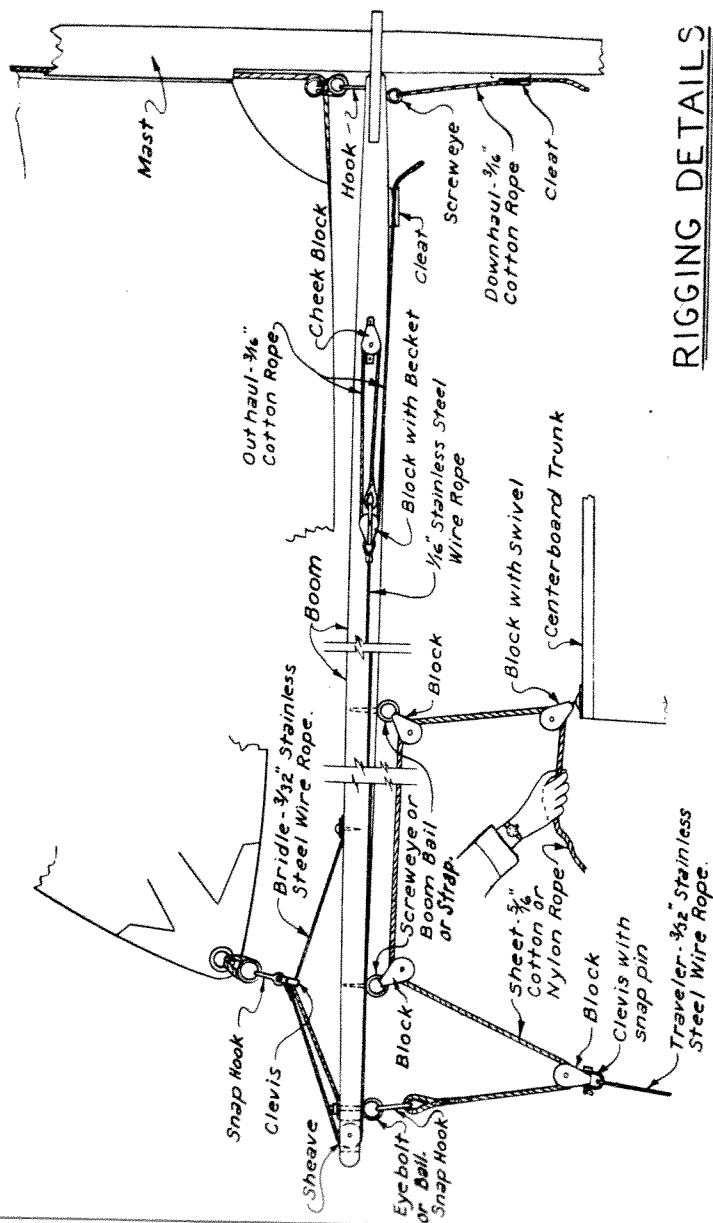 Mast
Hook
Screweye
Downhaul-3/16"
Cotton Rope
Cleat
Cleat
Cheek Block
Outhaul-3/16"
Cotton Rope
Block with Becket
1/16" Stainless Steel
Wire Rope
Boom
Block
Block with Swivel
Centerboard Trunk
Bridle-3/32" Stainless
Steel Wire Rope.
Screweye or
Boom Bail
or Strap.
Snap Hook
Clevis
Sheave
Block
Sheet-5/16"
Cotton or
Nylon Rope
Eyebolt
or Bail.
Snap Hook
Block
Clevis with
snap pin
Traveler-3/32" Stainless
Steel Wire Rope.
RIGGING DETAILS